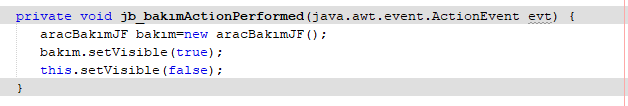 private void jb_bakımActionPerformed(java.awt.event.ActionEvent evt) {
aracBakımJF bakım=new aracBakımJF();
bakım.setVisible(true);
this.setVisible(false);
}